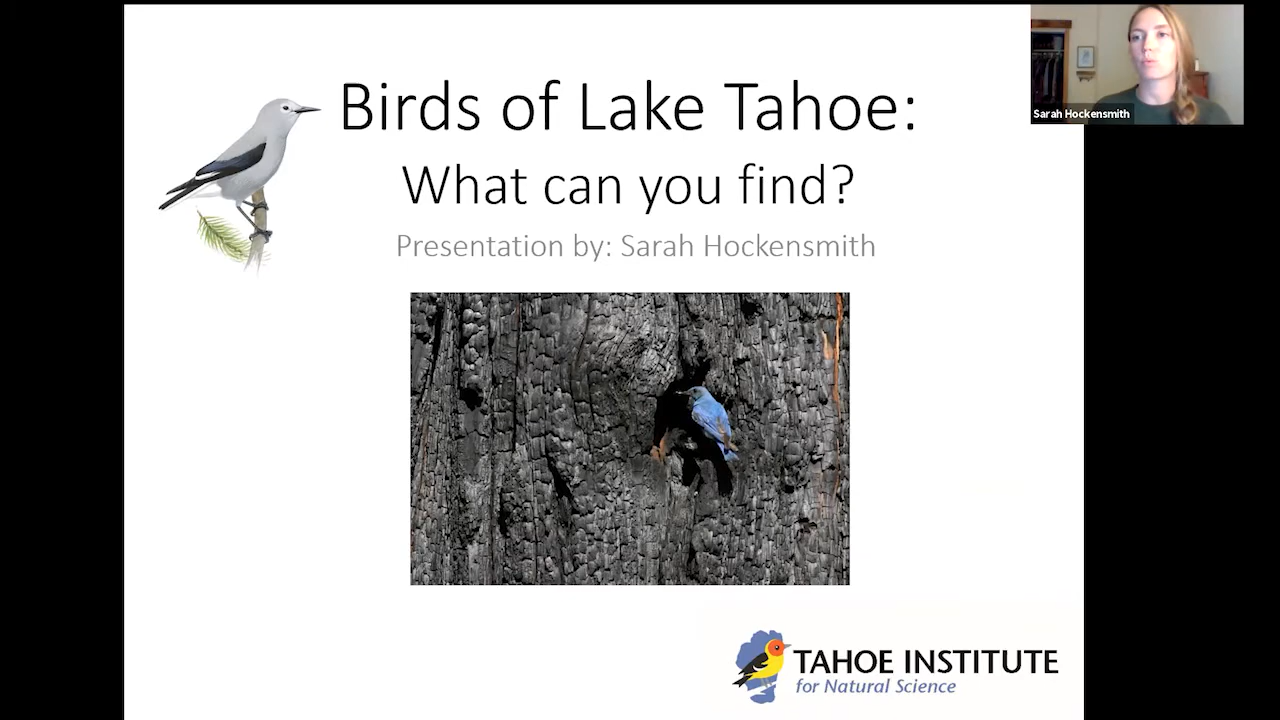 Birds of Lake Tahoe:
What can you find?
Presentation by: Sarah Hockensmith
Sarah Hockensmith
TAHOE INSTITUTE
for Natural Science